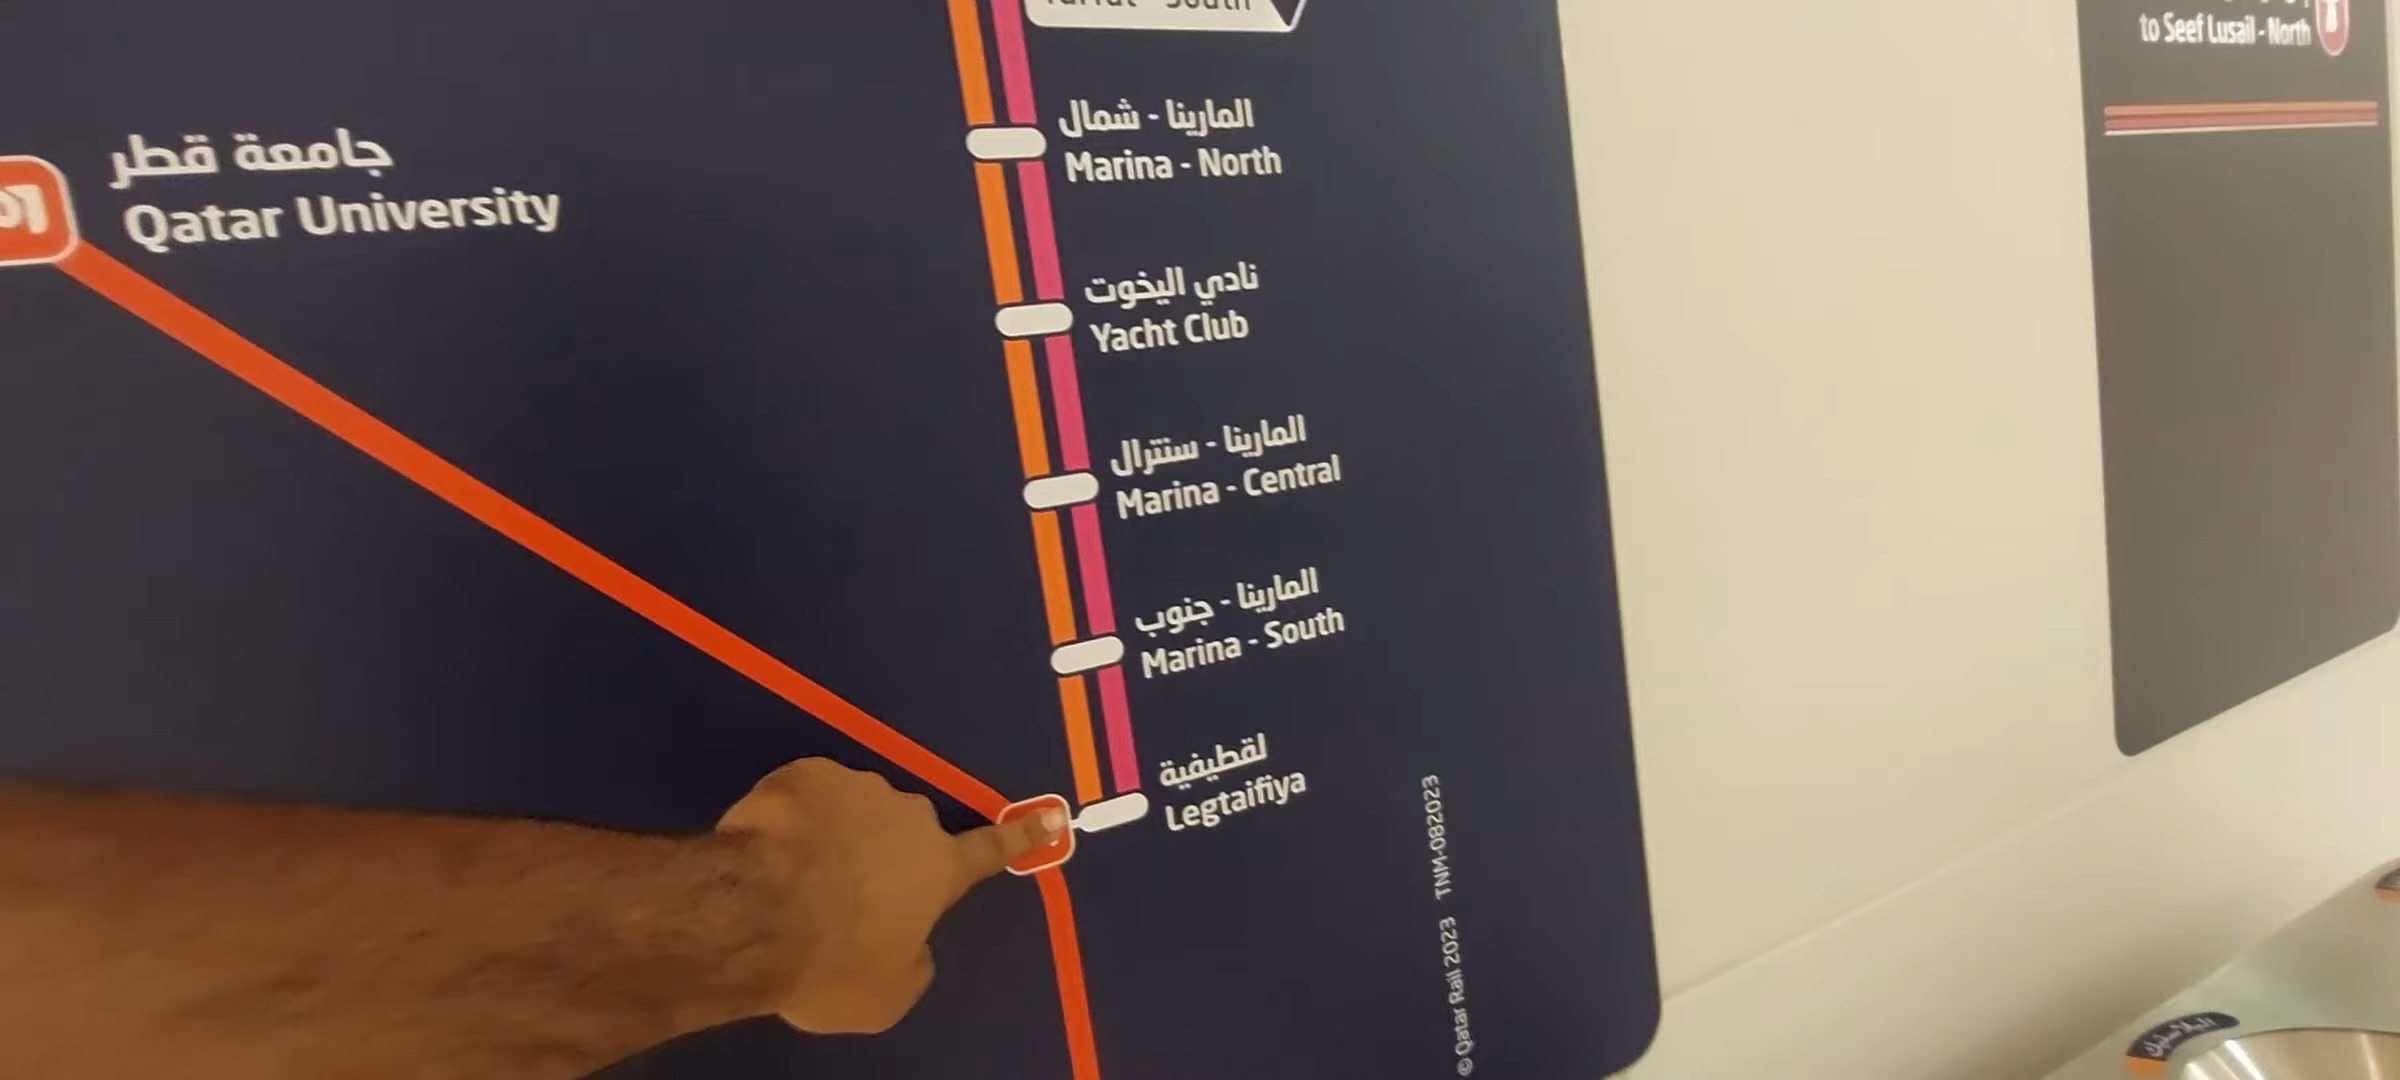 South
المارينا - شمال
Marina - North
نادي اليخوت
Yacht Club
المارينا - سنترال
Marina - Central
المارينا - جنوب
Marina - South
لقطيفية
Legtaifiya
جامعة قطر
Qatar University
© Qatar Rail 2023 TNM-082023
to Seef Lusail - North